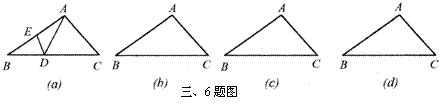 A A A A
E
B D C B C B C B C
(a) (b) (c) (d)
三、6题图